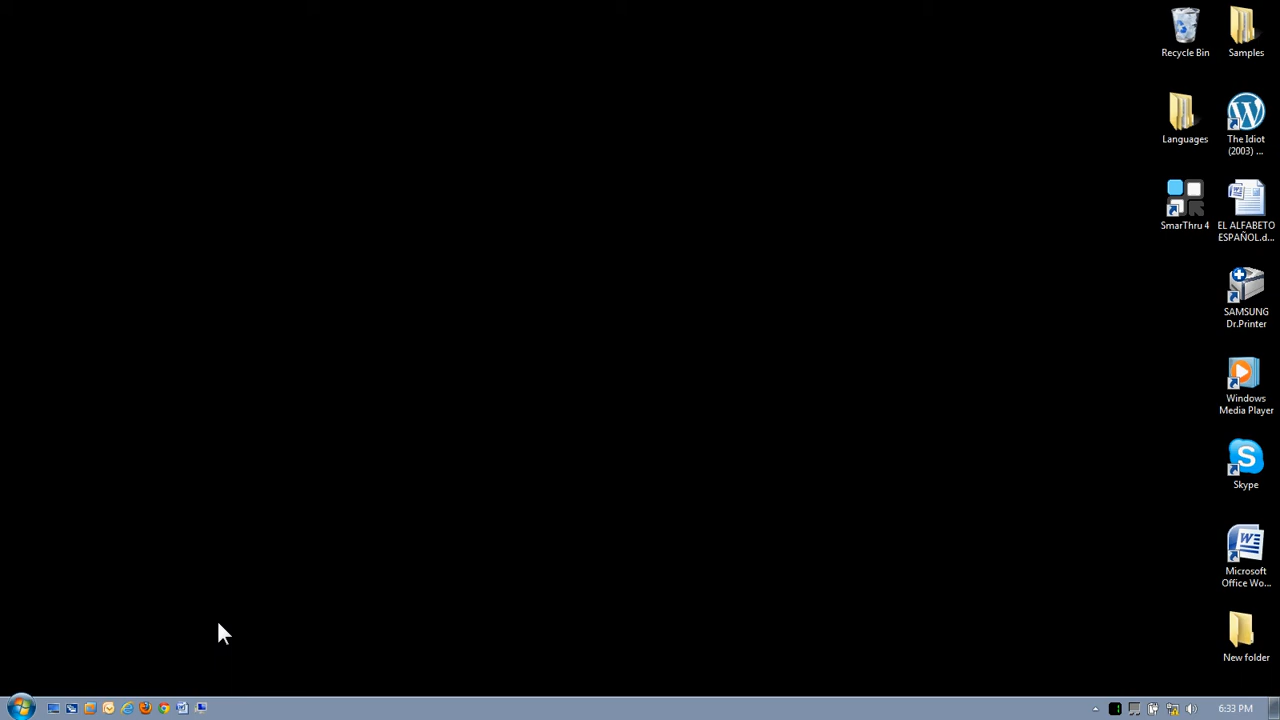 Recycle Bin
Samples
Languages
The Idiot
(2003) ...
SmarThru 4
EL ALFABETO
ESPAÑOL.d...
SAMSUNG
Dr.Printer
Windows
Media Player
Skype
Microsoft
Office Wo...
New folder
6:33 PM